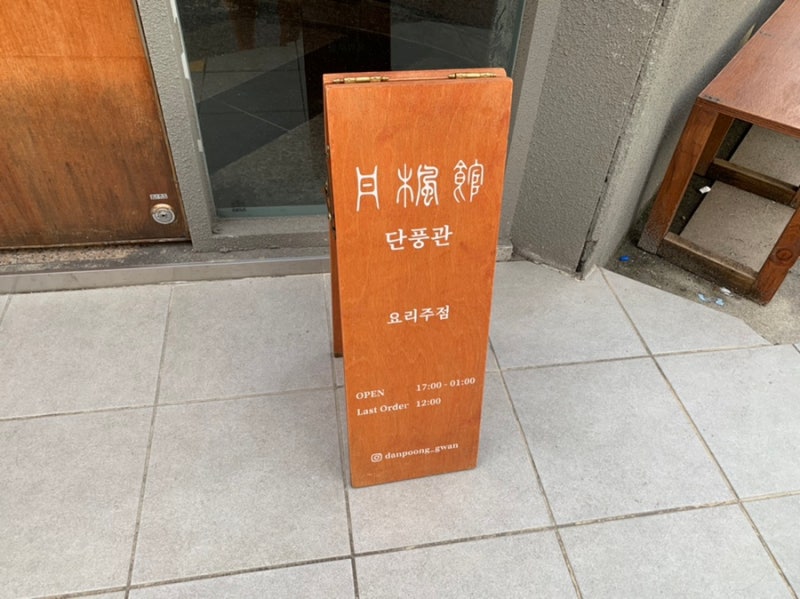 丹楓館
단풍관
요리주점
OPEN 17:00 - 01:00
Last Order 12:00
danpoong_gwan